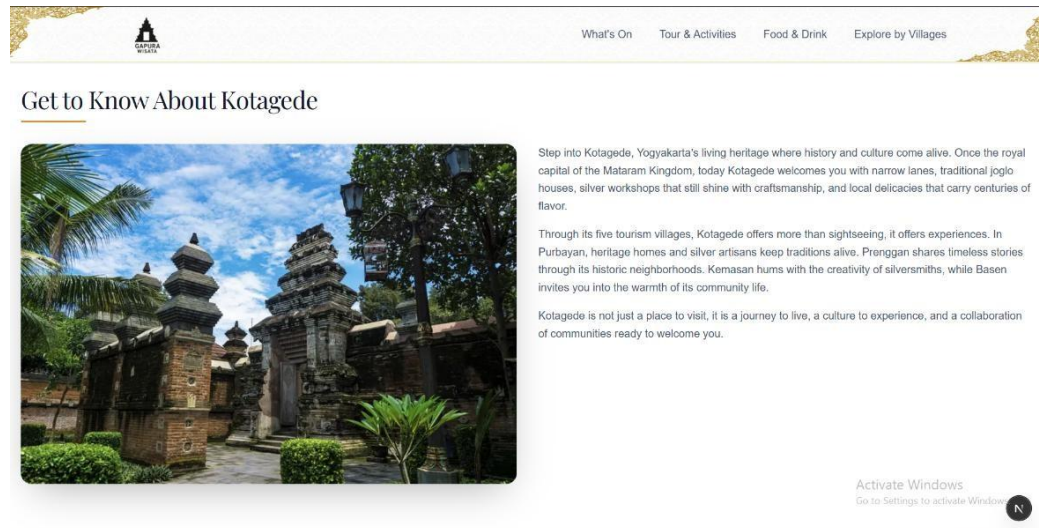 GAPURA
WISATA
What's On
Tour & Activities
Food & Drink
Explore by Villages
Get to Know About Kotagede
Step into Kotagede, Yogyakarta's living heritage where history and culture come alive. Once the royal
capital of the Mataram Kingdom, today Kotagede welcomes you with narrow lanes, traditional joglo
houses, silver workshops that still shine with craftsmanship, and local delicacies that carry centuries of
flavor.
Through its five tourism villages, Kotagede offers more than sightseeing, it offers experiences. In
Purbayan, heritage homes and silver artisans keep traditions alive. Prenggan shares timeless stories
through its historic neighborhoods. Kemasan hums with the creativity of silversmiths, while Basen
invites you into the warmth of its community life.
Kotagede is not just a place to visit, it is a journey to live, a culture to experience, and a collaboration
of communities ready to welcome you.
Activate Windows
Go to Settings to activate Windows
N